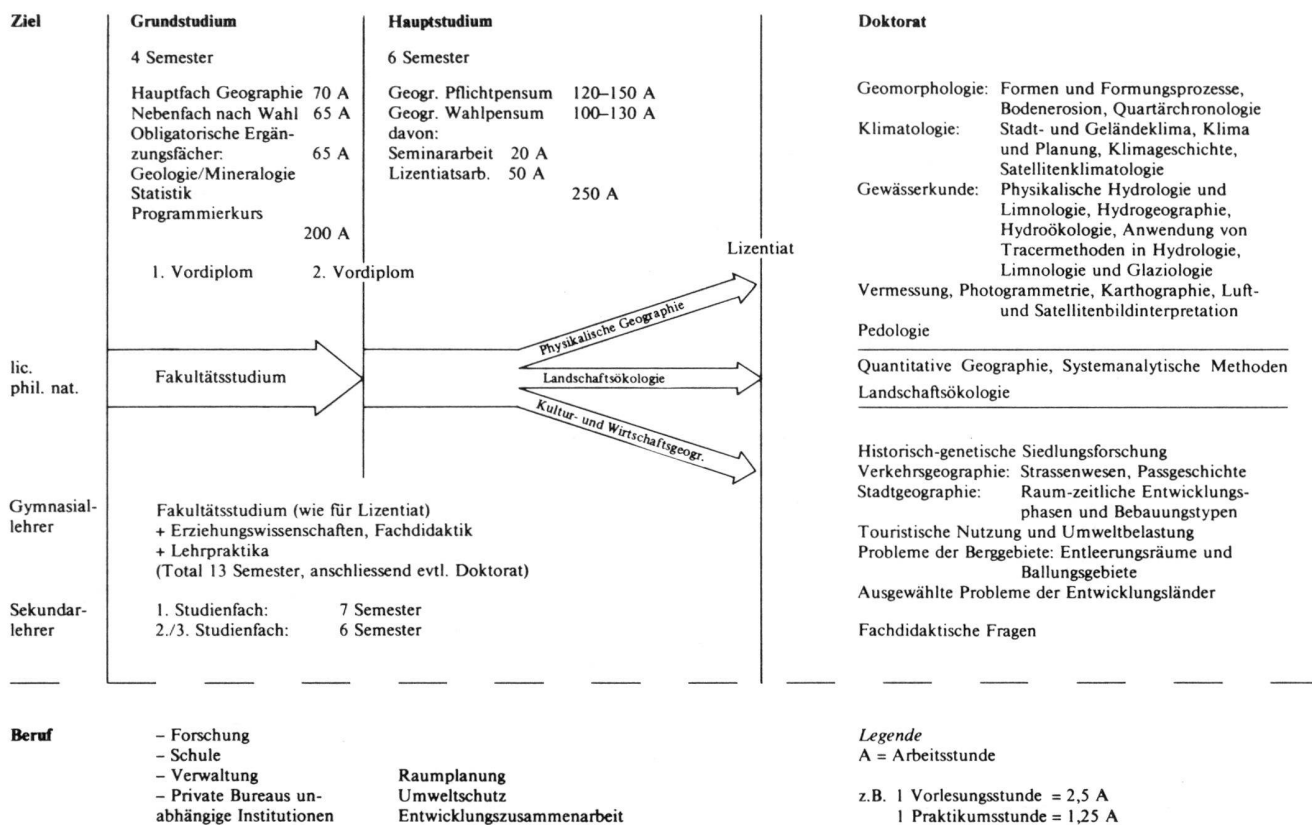 Ziel
Grundstudium
4 Semester
Hauptfach Geographie 70 A
Nebenfach nach Wahl 65 A
Obligatorische Ergän-
zungsfächer: 65 A
Geologie/Mineralogie
Statistik
Programmierkurs
200 A
1. Vordiplom 2. Vordiplom
Hauptstudium
6 Semester
Geogr. Pflichtpensum 120–150 A
Geogr. Wahlpensum 100–130 A
davon:
Seminararbeit 20 A
Lizentiatsarb. 50 A
250 A
Lizentiat
lic.
phil. nat.
Fakultätsstudium
Physikalische Geographie
Landschaftsökologie
Kultur- und Wirtschaftsgeogr.
Doktorat
Geomorphologie: Formen und Formungsprozesse,
Bodenerosion, Quartärchronologie
Klimatologie: Stadt- und Geländeklima, Klima
und Planung, Klimageschichte,
Satellitenklimatologie
Gewässerkunde: Physikalische Hydrologie und
Limnologie, Hydrogeographie,
Hydroökologie, Anwendung von
Tracermethoden in Hydrologie,
Limnologie und Glaziologie
Vermessung, Photogrammetrie, Karthographie, Luft-
und Satellitenbildinterpretation
Pedologie
Quantitative Geographie, Systemanalytische Methoden
Landschaftsökologie
Historisch-genetische Siedlungsforschung
Verkehrsgeographie: Strassenwesen, Passgeschichte
Stadtgeographie: Raum-zeitliche Entwicklungs-
phasen und Bebauungstypen
Touristische Nutzung und Umweltbelastung
Probleme der Berggebiete: Entleerungsräume und
Ballungsgebiete
Ausgewählte Probleme der Entwicklungsländer
Fachdidaktische Fragen
Gymnasial-
lehrer
Fakultätsstudium (wie für Lizentiat)
+ Erziehungswissenschaften, Fachdidaktik
+ Lehrpraktika
(Total 13 Semester, anschliessend evtl. Doktorat)
Sekundar-
lehrer
1. Studienfach: 7 Semester
2./3. Studienfach: 6 Semester
Beruf
– Forschung
– Schule
– Verwaltung
– Private Bureaus un-
abhängige Institutionen
Raumplanung
Umweltschutz
Entwicklungszusammenarbeit
Legende
A = Arbeitsstunde
z.B. 1 Vorlesungsstunde = 2,5 A
1 Praktikumsstunde = 1,25 A